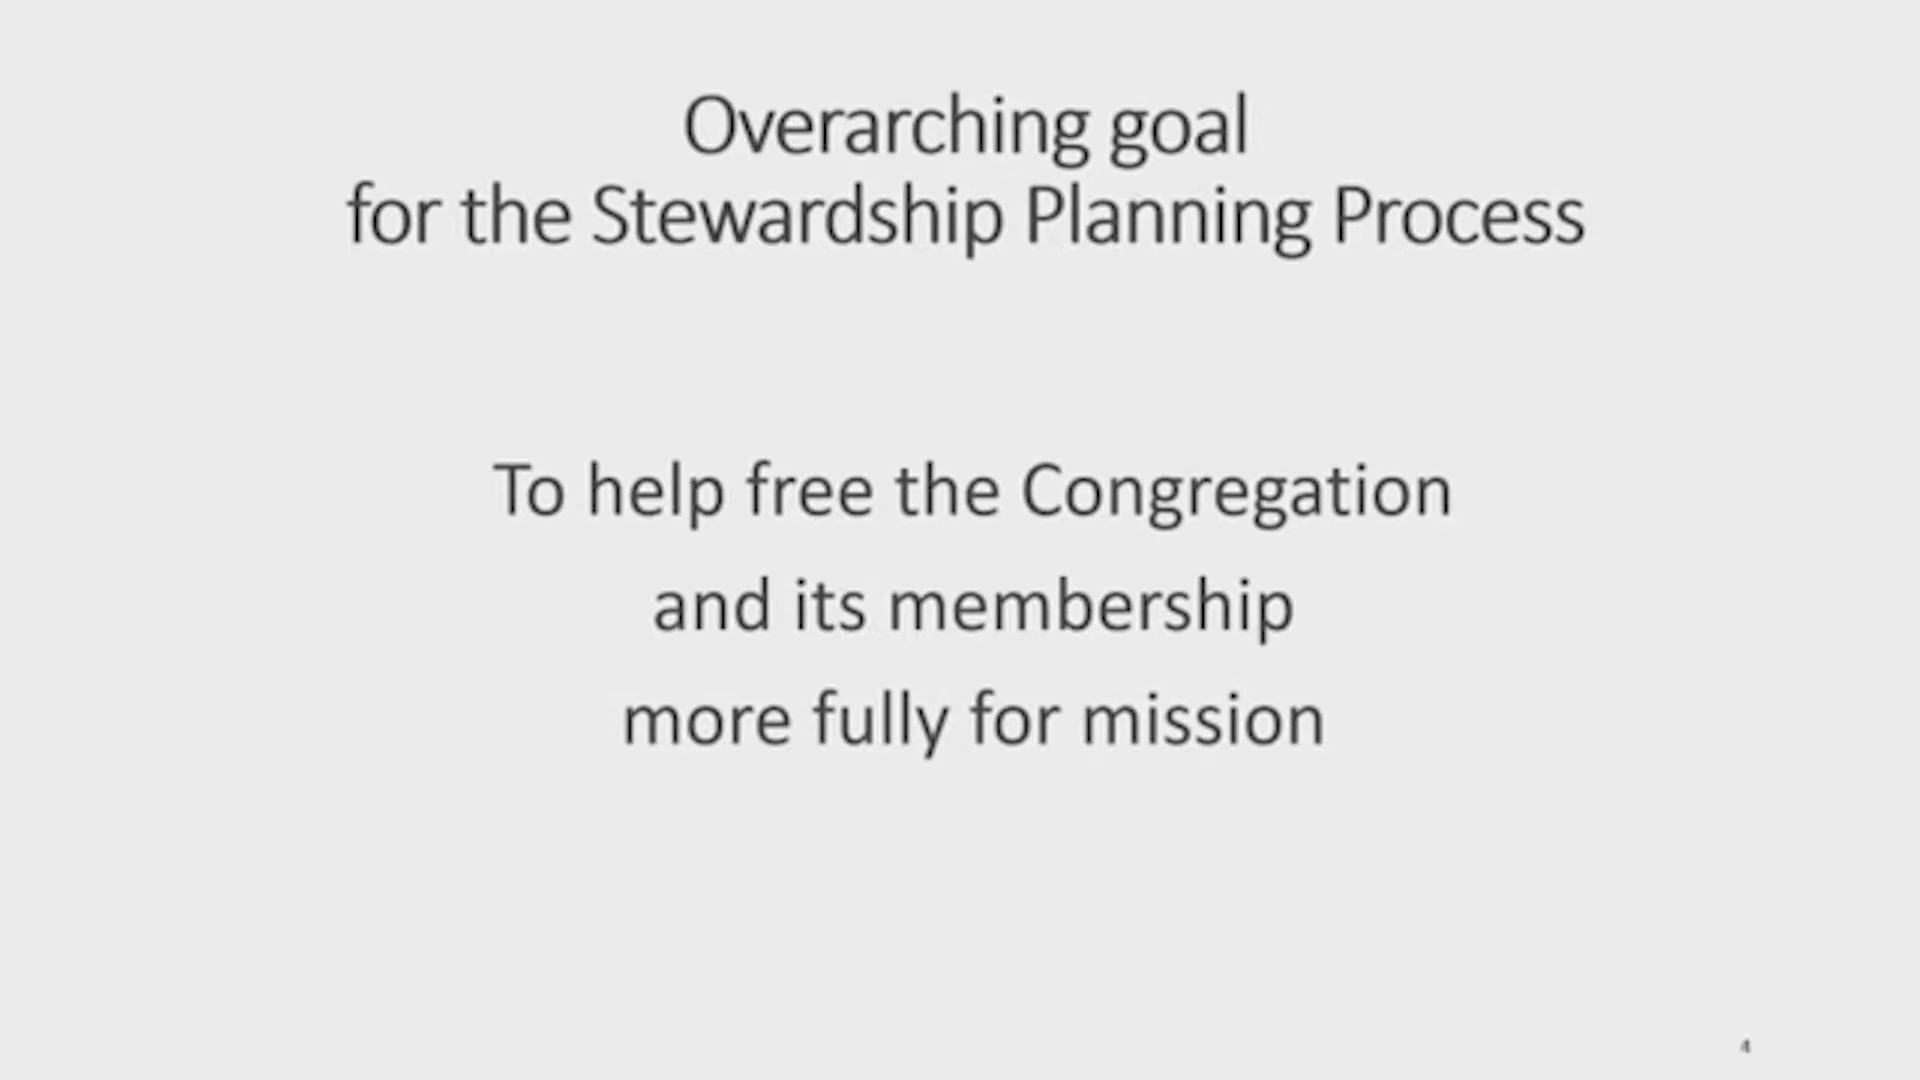 Overarching goal
for the Stewardship Planning Process
To help free the Congregation
and its membership
more fully for mission
4